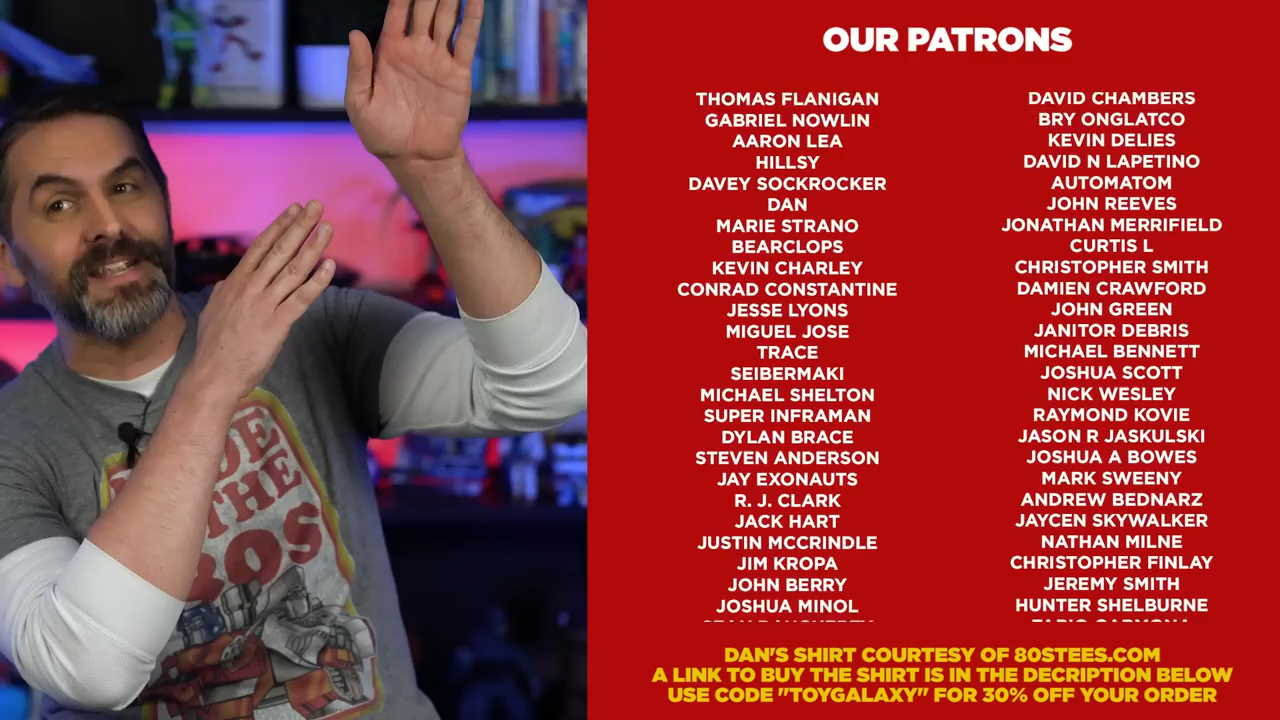 OUR PATRONS
THOMAS FLANIGAN
GABRIEL NOWLIN
AARON LEA
HILLSY
DAVEY SOCKROCKER
DAN
MARIE STRANO
BEARCLOPS
KEVIN CHARLEY
CONRAD CONSTANTINE
JESSE LYONS
MIGUEL JOSE
TRACE
SEIBERMAKI
MICHAEL SHELTON
SUPER INFRAMAN
DYLAN BRACE
STEVEN ANDERSON
JAY EXONAUTS
R. J. CLARK
JACK HART
JUSTIN MCCRINDLE
JIM KROPA
JOHN BERRY
JOSHUA MINOL
DAVID CHAMBERS
BRY ONGLATCO
KEVIN DELIES
DAVID N LAPETINO
AUTOMATOM
JOHN REEVES
JONATHAN MERRIFIELD
CURTIS L
CHRISTOPHER SMITH
DAMIEN CRAWFORD
JOHN GREEN
JANITOR DEBRIS
MICHAEL BENNETT
JOSHUA SCOTT
NICK WESLEY
RAYMOND KOVIE
JASON R JASKULSKI
JOSHUA A BOWES
MARK SWEENY
ANDREW BEDNARZ
JAYCEN SKYWALKER
NATHAN MILNE
CHRISTOPHER FINLAY
JEREMY SMITH
HUNTER SHELBURNE
DAN'S SHIRT COURTESY OF 80STEES.COM
A LINK TO BUY THE SHIRT IS IN THE DECRIPTION BELOW
USE CODE "TOYGALAXY" FOR 30% OFF YOUR ORDER
THE
80S